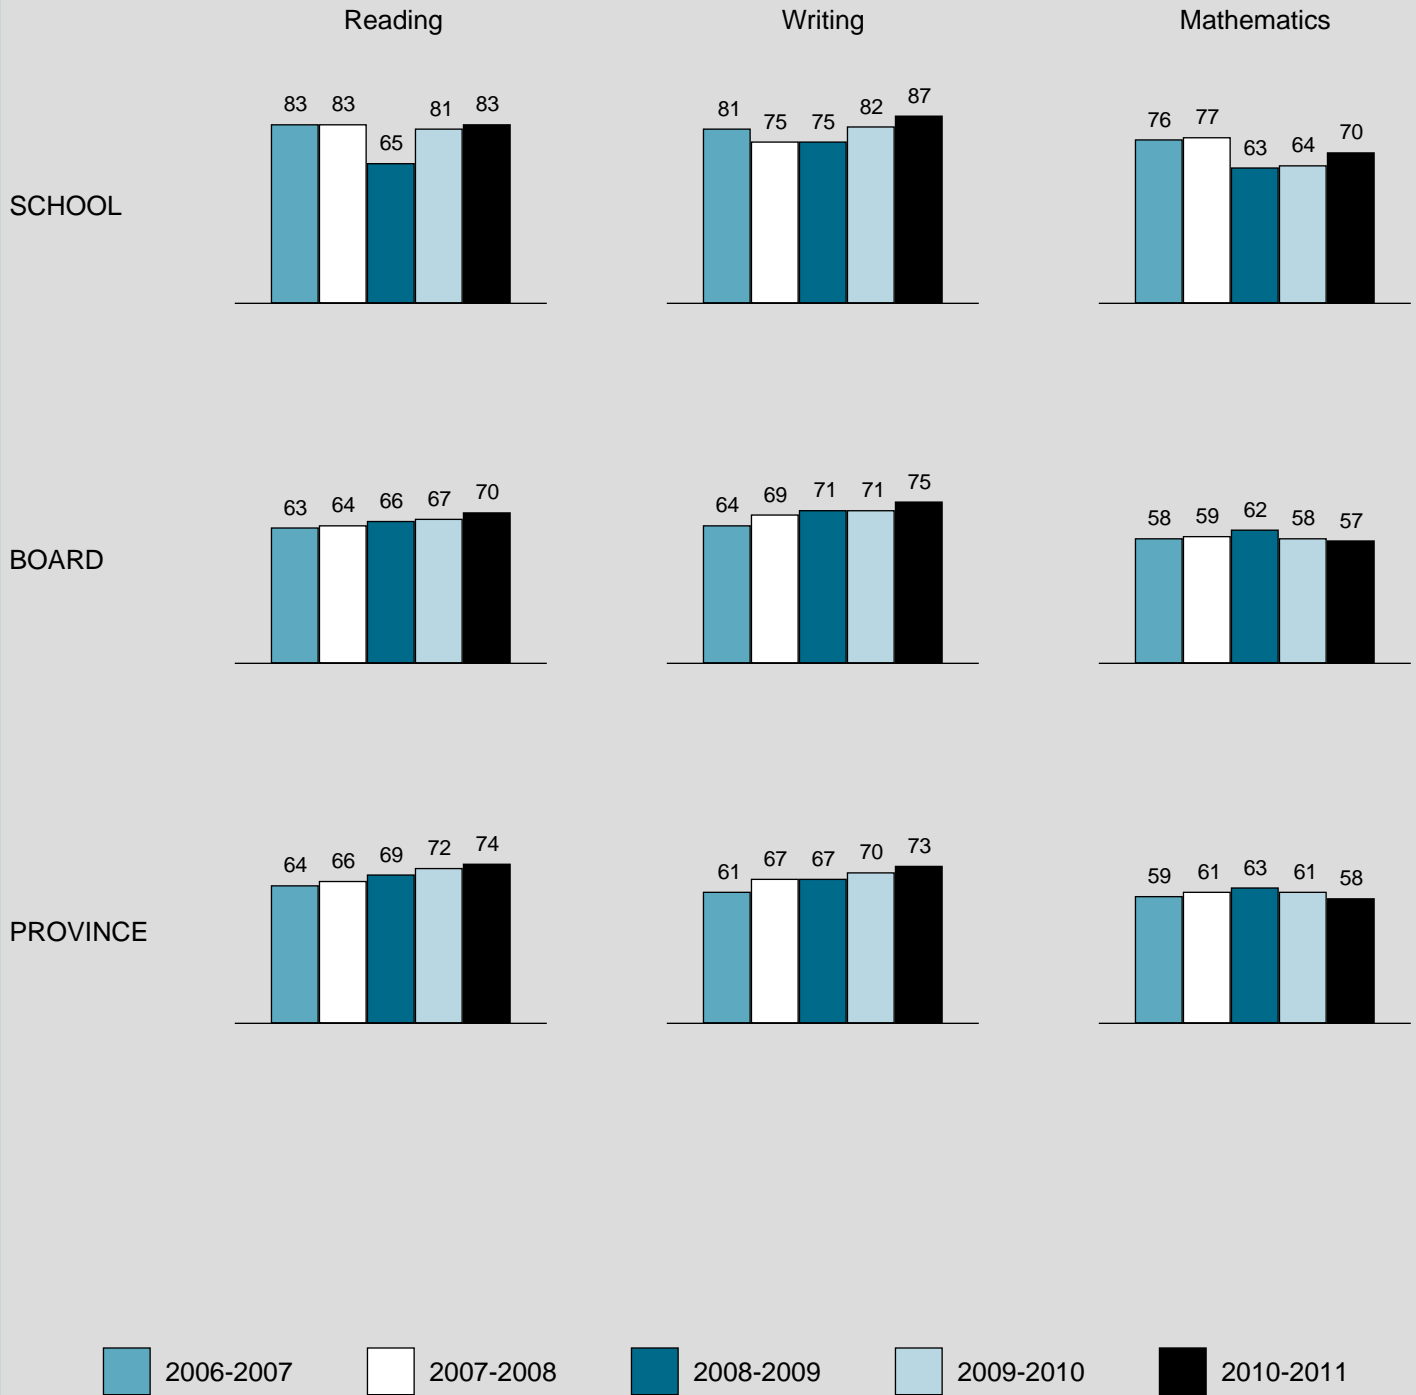 Reading Writing Mathematics
SCHOOL
83 83 65 81 83
81 75 75 82 87
76 77 63 64 70
BOARD
63 64 66 67 70
64 69 71 71 75
58 59 62 58 57
PROVINCE
64 66 69 72 74
61 67 67 70 73
59 61 63 61 58
2006-2007 2007-2008 2008-2009 2009-2010 2010-2011